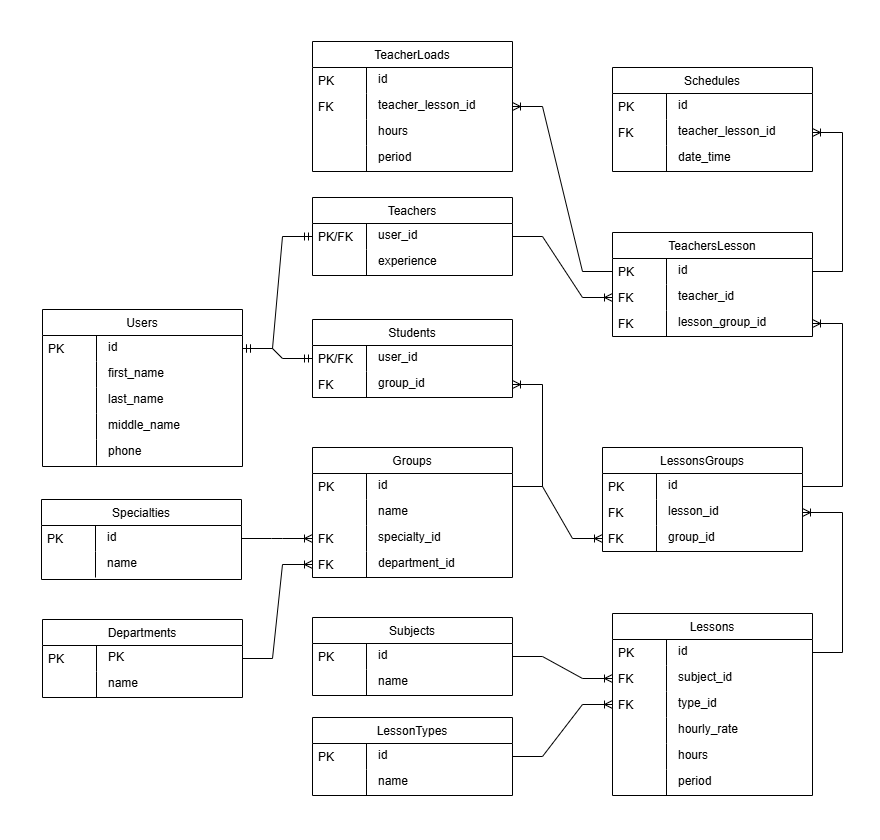 TeacherLoads
PK id
FK teacher_lesson_id
hours
period
Schedules
PK id
FK teacher_lesson_id
date_time
Teachers
PK/FK user_id
experience
TeachersLesson
PK id
FK teacher_id
FK lesson_group_id
Users
PK id
first_name
last_name
middle_name
phone
Students
PK/FK user_id
FK group_id
Groups
PK id
name
FK specialty_id
FK department_id
LessonsGroups
PK id
FK lesson_id
FK group_id
Specialties
PK id
name
Departments
PK PK
name
Subjects
PK id
name
Lessons
PK id
FK subject_id
FK type_id
hourly_rate
hours
period
LessonTypes
PK id
name